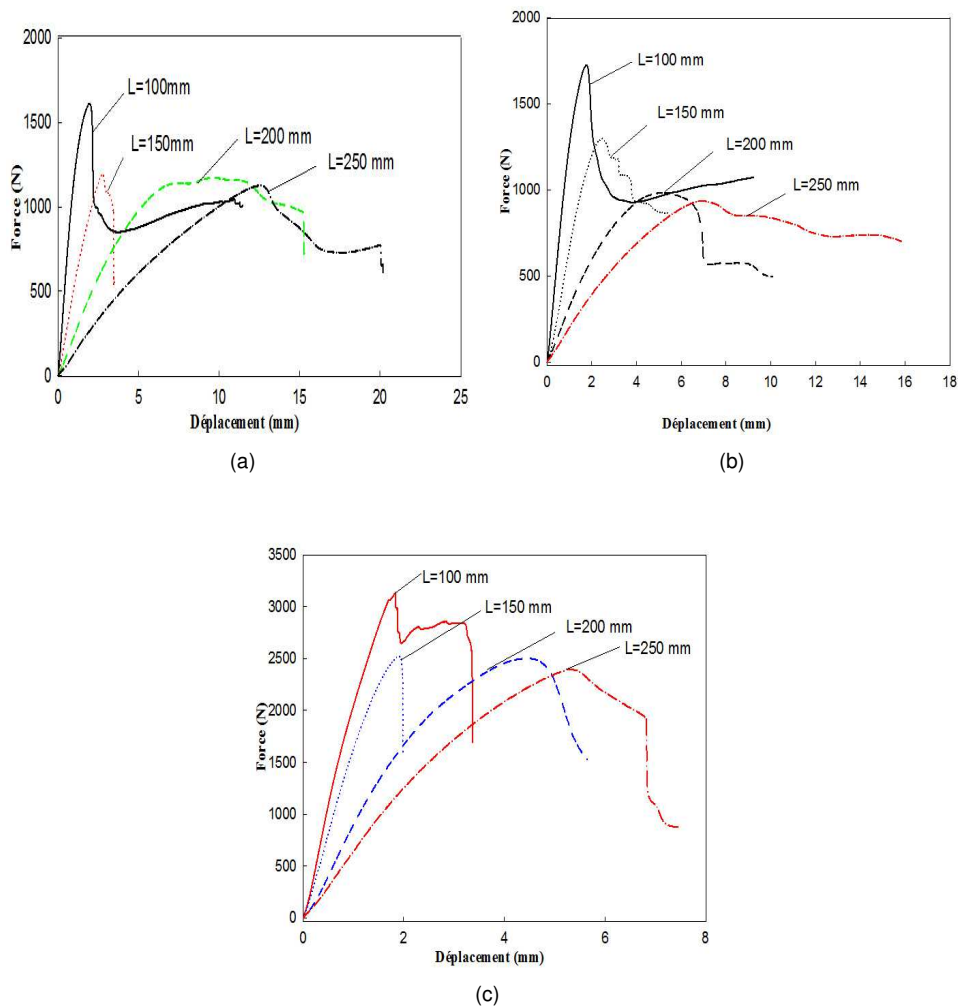 2000
1500
1000
500
0
Force (N)
L=100mm
L=150mm
L=200 mm
L=250 mm
0 5 10 15 20 25
Déplacement (mm)
(a)
2000
1500
1000
500
0
Force (N)
L=100 mm
L=150 mm
L=200 mm
L=250 mm
0 2 4 6 8 10 12 14 16 18
Déplacement (mm)
(b)
3500
3000
2500
2000
1500
1000
500
0
Force (N)
L=100 mm
L=150 mm
L=200 mm
L=250 mm
0 2 4 6 8
Déplacement (mm)
(c)